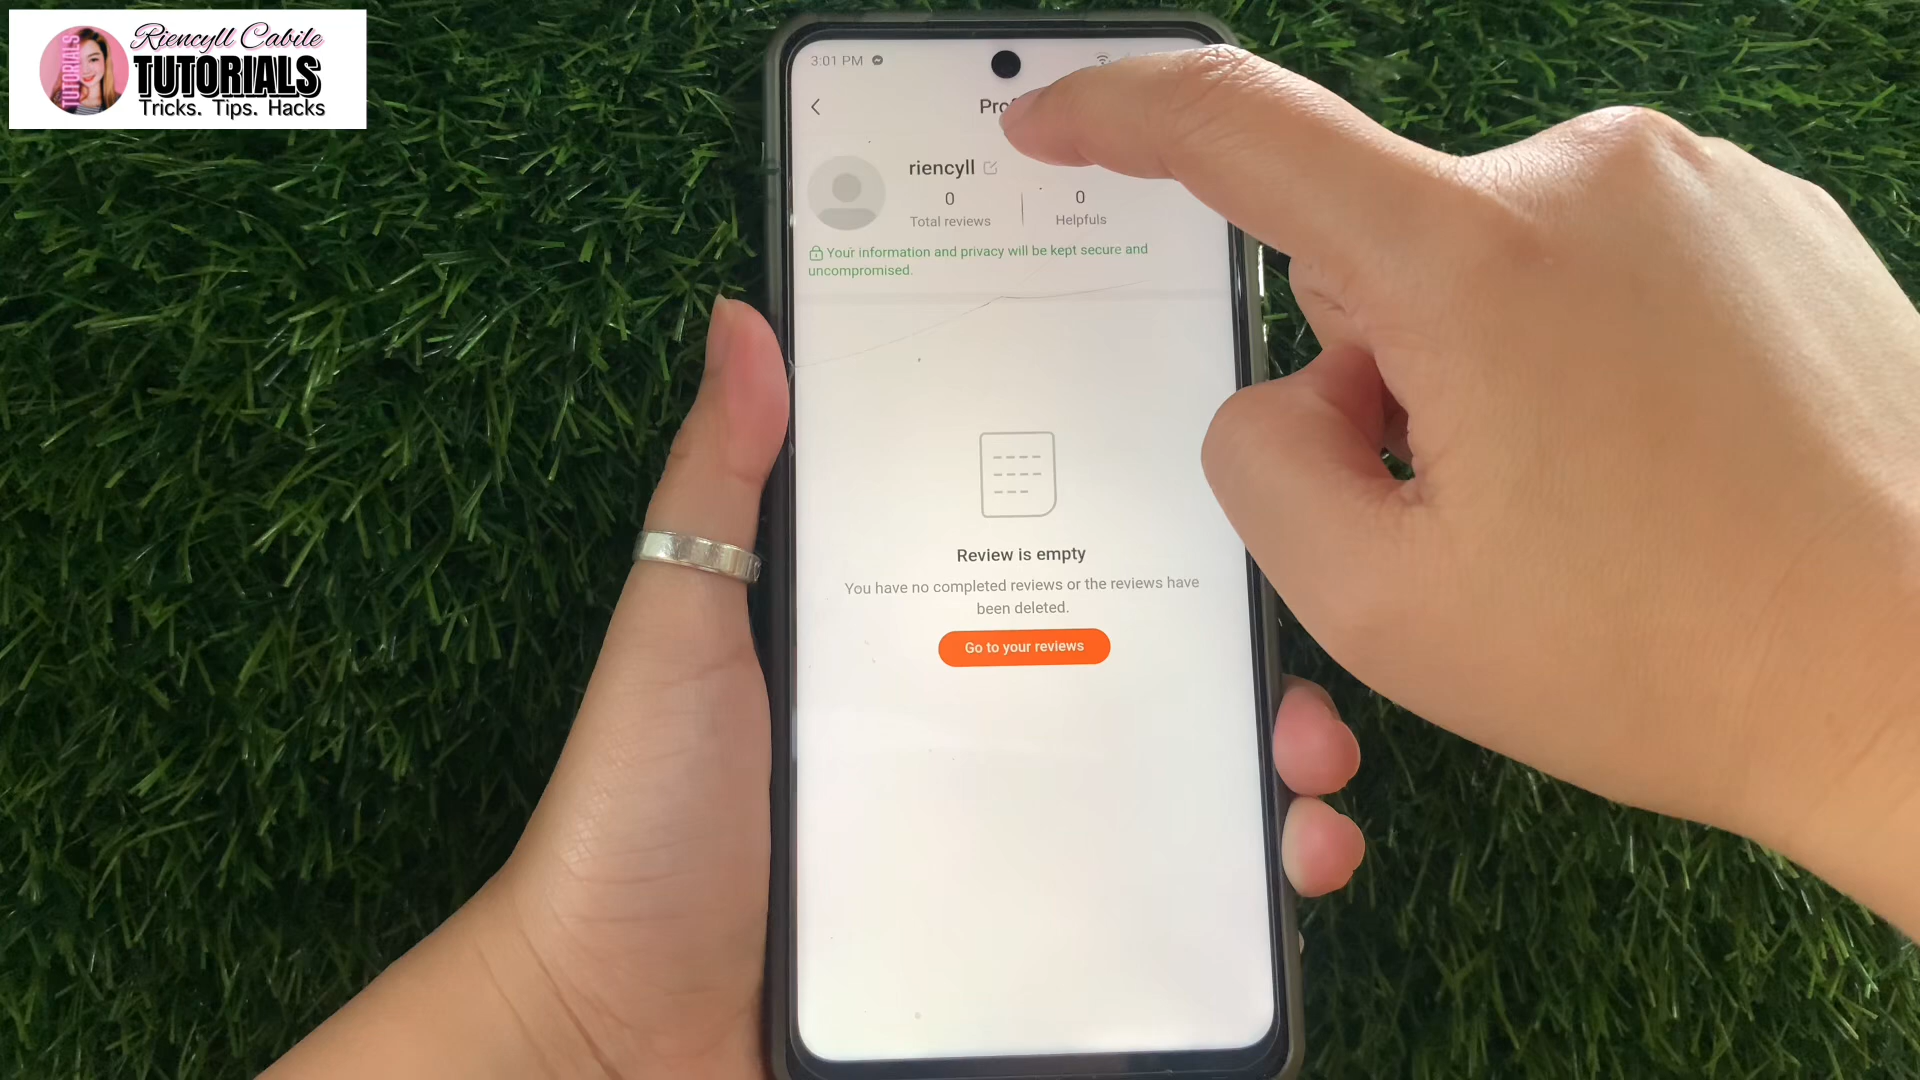 Riencyll Cabile
TUTORIALS
TUTORIALS
Tricks. Tips. Hacks
3:01 PM
riencyll
0
Total reviews
0
Helpfuls
Your information and privacy will be kept secure and
uncompromised.
Review is empty
You have no completed reviews or the reviews have
been deleted.
Go to your reviews